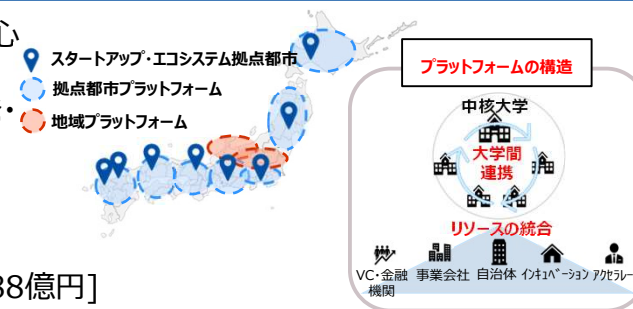 心
スタートアップ・エコシステム拠点都市
拠点都市プラットフォーム
地域プラットフォーム
プラットフォームの構造
中核大学
大学間
連携
リソースの統合
VC・金融
機関
事業会社
自治体
インキュベーション
アクセラレー
8億円]